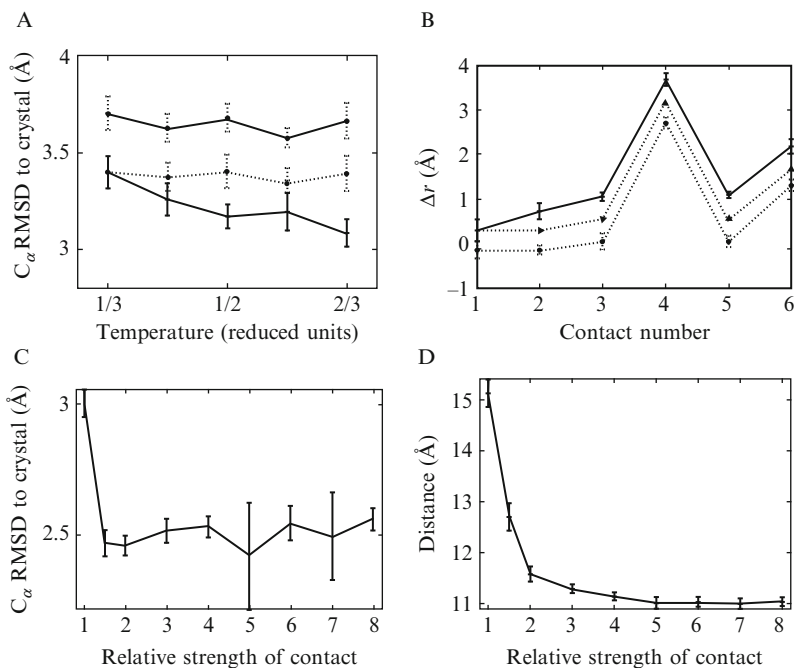 A
C α RMSD to crystal (Å)
4
3.5
3
1/3 1/2 2/3
Temperature (reduced units)
B
Δr (Å)
4
3
2
1
0
–1
1 2 3 4 5 6
Contact number
C
C α RMSD to crystal (Å)
3
2.5
1 2 3 4 5 6 7 8
Relative strength of contact
D
Distance (Å)
15
14
13
12
11
1 2 3 4 5 6 7 8
Relative strength of contact